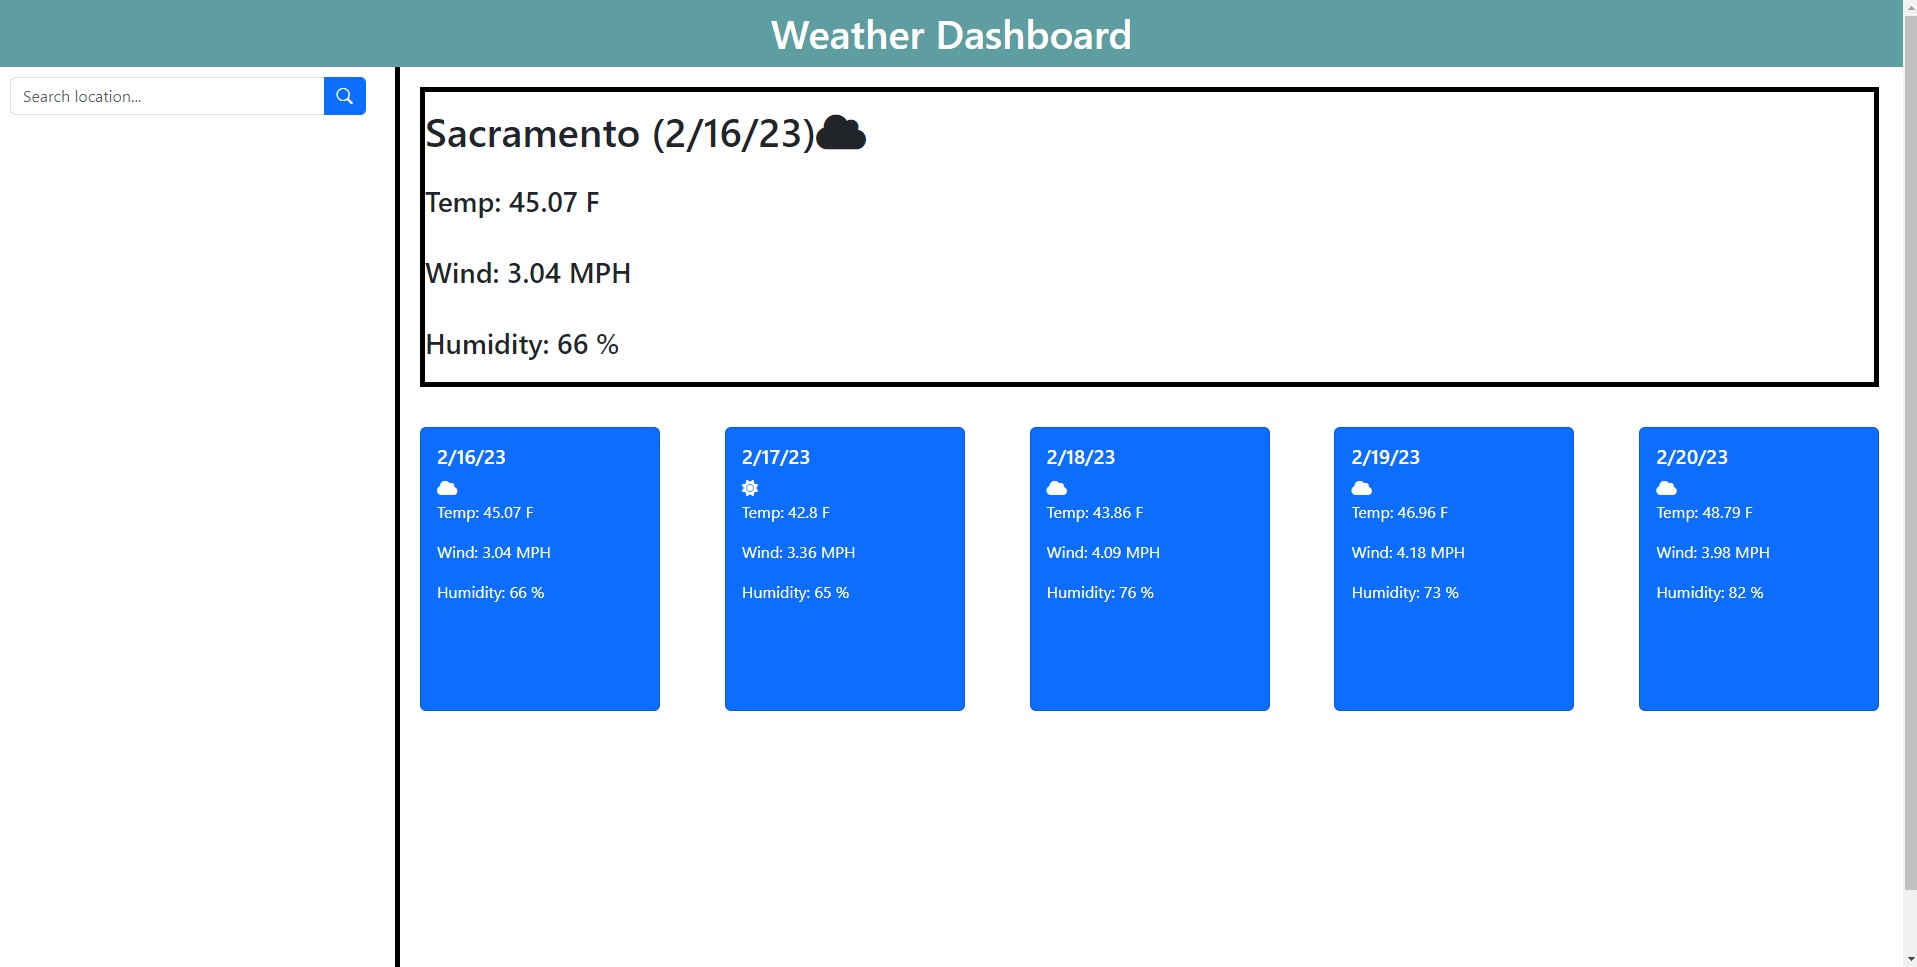 Weather Dashboard
Search location...
Sacramento (2/16/23)
Temp: 45.07 F
Wind: 3.04 MPH
Humidity: 66 %
2/16/23
Temp: 45.07 F
Wind: 3.04 MPH
Humidity: 66 %
2/17/23
Temp: 42.8 F
Wind: 3.36 MPH
Humidity: 65 %
2/18/23
Temp: 43.86 F
Wind: 4.09 MPH
Humidity: 76 %
2/19/23
Temp: 46.96 F
Wind: 4.18 MPH
Humidity: 73 %
2/20/23
Temp: 48.79 F
Wind: 3.98 MPH
Humidity: 82 %